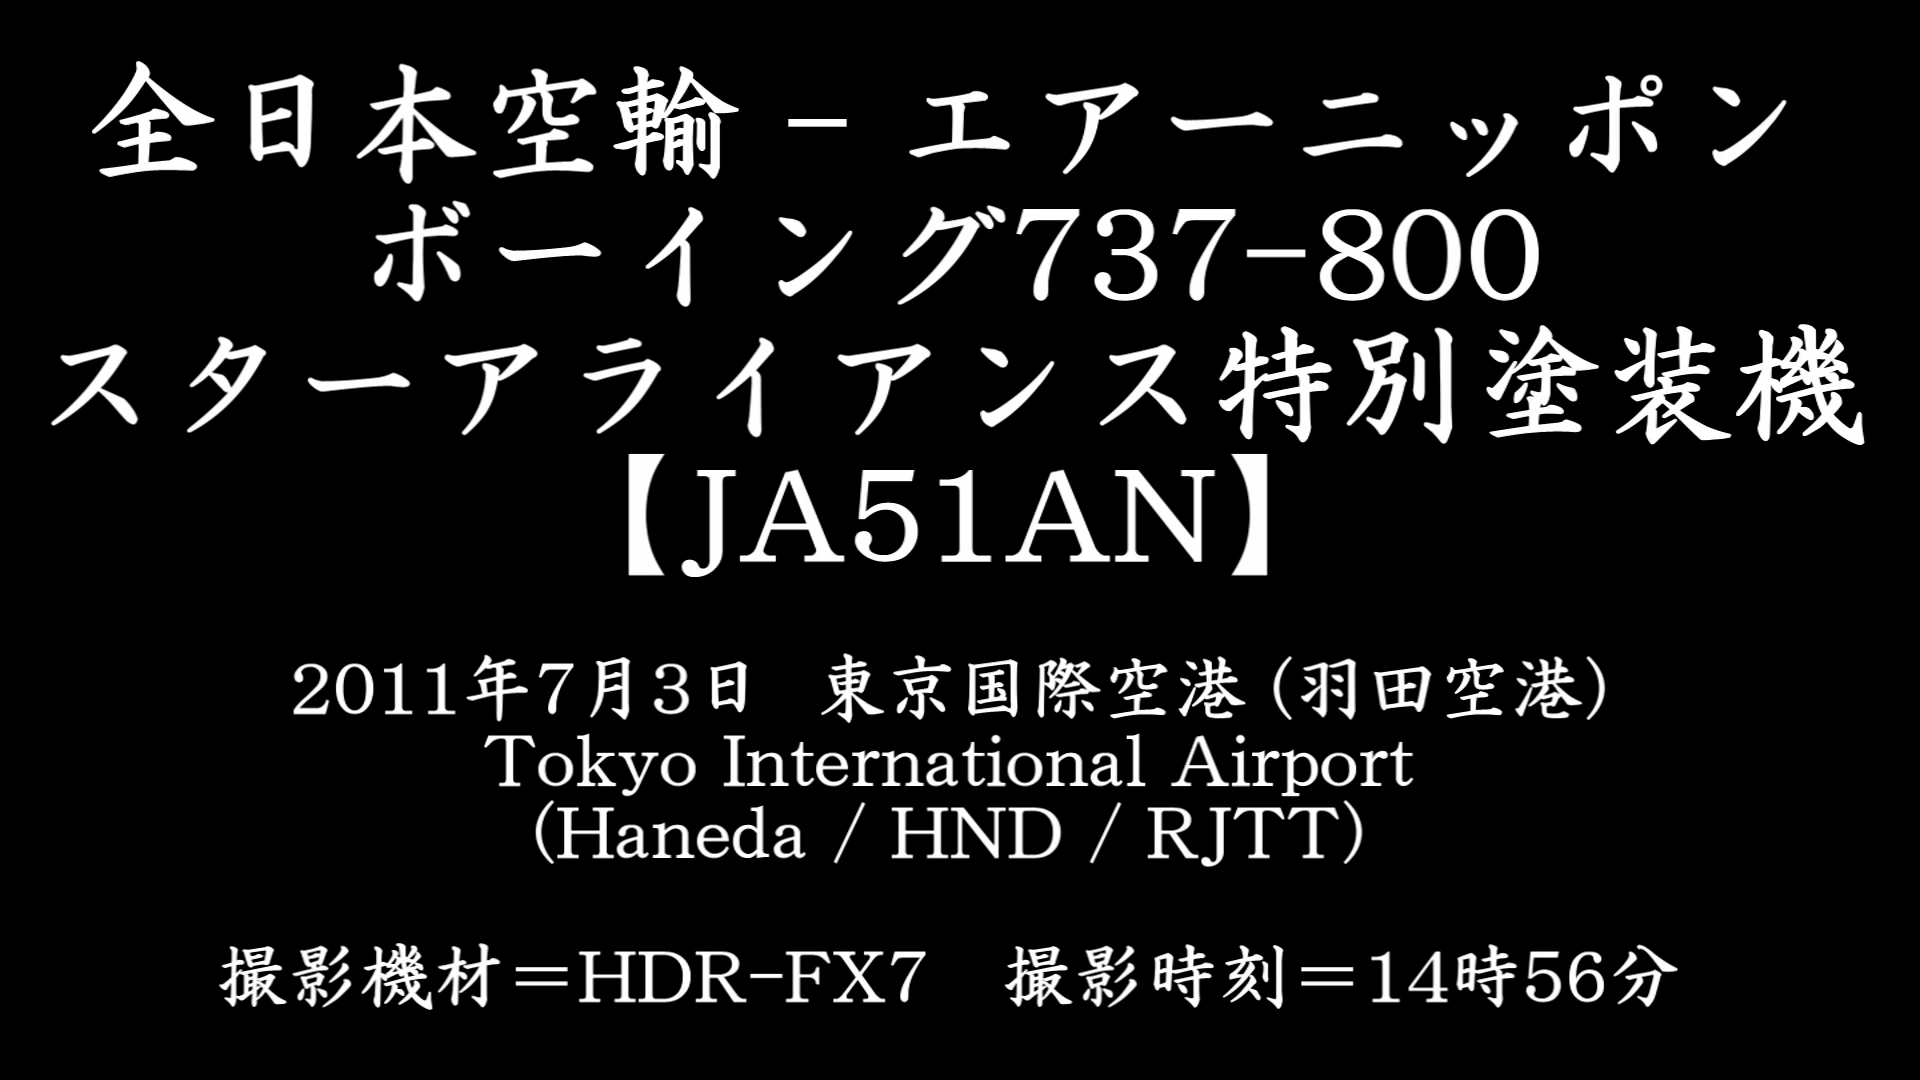 全日本空輸 - エアーニッポン
ボーイング737-800
スターアライアンス特別塗装機
【JA51AN】
2011年7月3日　東京国際空港(羽田空港)
Tokyo International Airport
(Haneda / HND / RJTT)
撮影機材＝HDR-FX7　撮影時刻＝14時56分